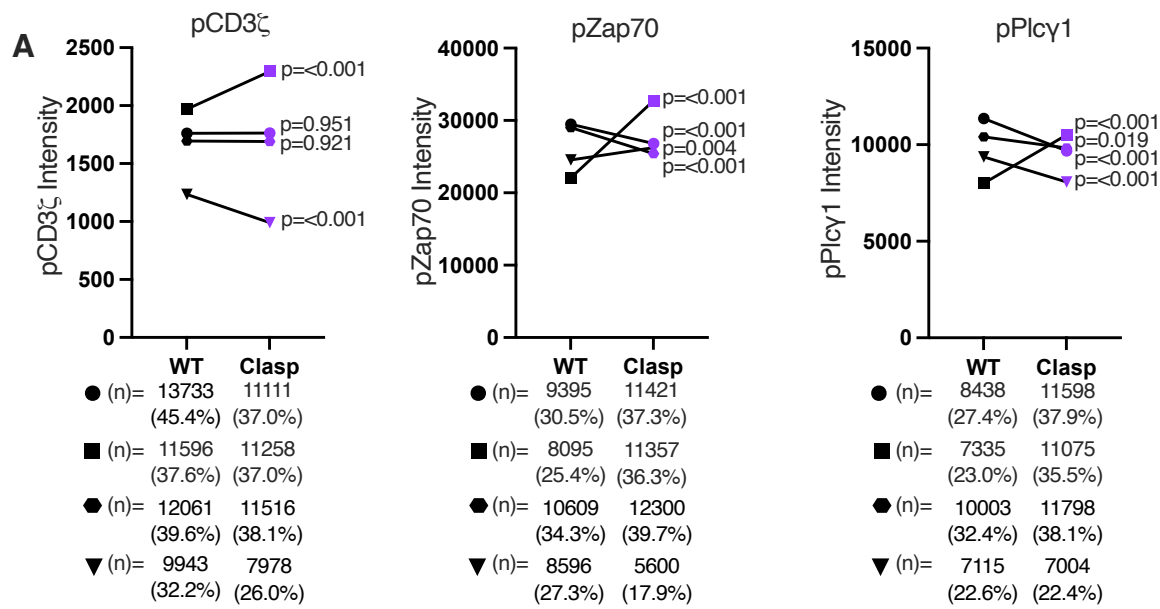 A
pCD3ζ
2500
2000
1500
1000
500
0
pCD3ζ Intensity
p=<0.001
p=0.951
p=0.921
p=<0.001
WT Clasp
(n)= 13733 11111
(45.4%) (37.0%)
(n)= 11596 11258
(37.6%) (37.0%)
(n)= 12061 11516
(39.6%) (38.1%)
(n)= 9943 7978
(32.2%) (26.0%)
pZap70
40000
30000
20000
10000
0
pZap70 Intensity
p=<0.001
p=<0.001
p=0.004
p=<0.001
WT Clasp
9395 11421
(30.5%) (37.3%)
(n)=
8095 11357
(25.4%) (36.3%)
(n)=
10609 12300
(34.3%) (39.7%)
(n)=
8596 5600
(27.3%) (17.9%)
(n)=
pPlcγ1
15000
10000
5000
0
pPlcγ1 Intensity
p=<0.001
p=0.019
p=<0.001
p=<0.001
WT Clasp
(n)= 8438 11598
(27.4%) (37.9%)
(n)= 7335 11075
(23.0%) (35.5%)
(n)= 10003 11798
(32.4%) (38.1%)
(n)= 7115 7004
(22.6%) (22.4%)